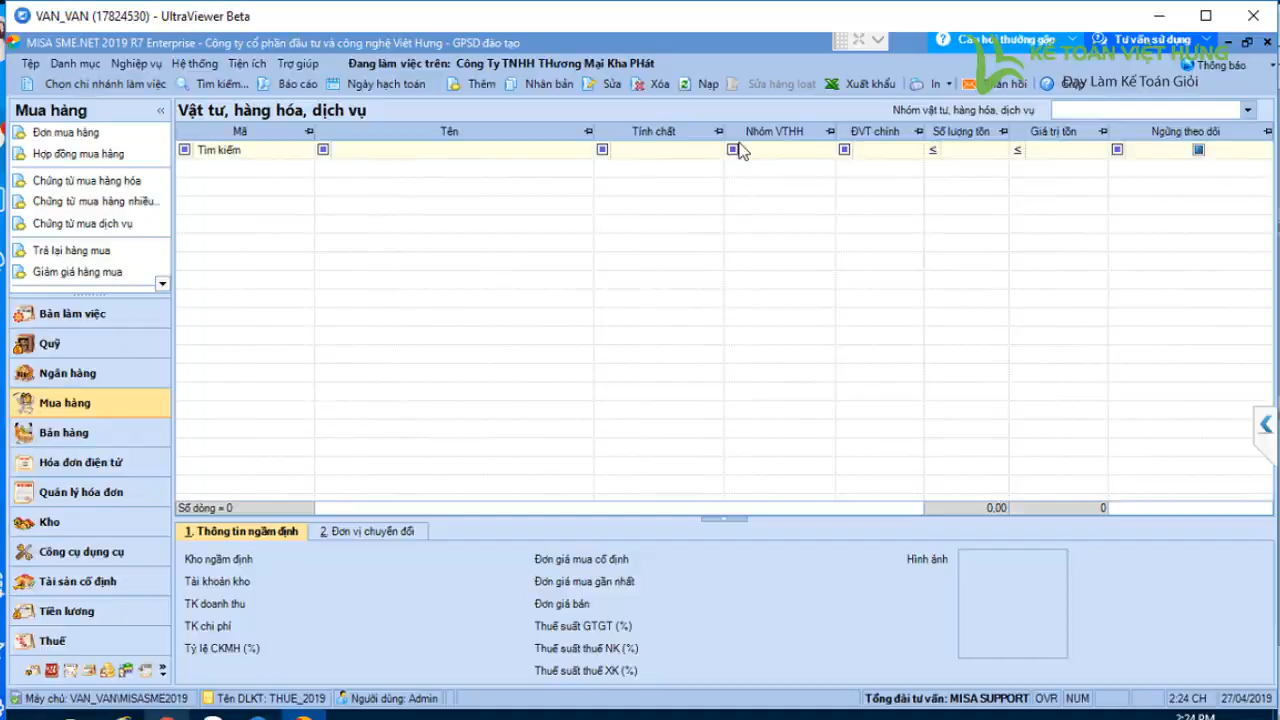 VAN_VAN (17824530) - UltraViewer Beta
MISA SME.NET 2019 R7 Enterprise - Công ty cổ phần đầu tư và công nghệ Việt Hưng - GPSD đào tạo
Câu hỏi thường gặp
Tư vấn sử dụng
KẾ TOÁN VIỆT HƯNG
Dạy Làm Kế Toán Giỏi
Tệp Danh mục Nghiệp vụ Hệ thống Tiện ích Trợ giúp Đang làm việc trên: Công Ty TNHH THương Mại Kha PHát Thông báo
Chọn chi nhánh làm việc Tìm kiếm... Báo cáo Ngày hạch toán Thêm Nhân bản Sửa Xóa Nạp Sửa hàng loạt Xuất khẩu In
Mua hàng «
Vật tư, hàng hóa, dịch vụ
Nhóm vật tư, hàng hóa, dịch vụ
Mã Tên Tính chất Nhóm VTHH ĐVT chính Số lượng tồn Giá trị tồn Ngừng theo dõi
Tìm kiếm ≤ ≤
Đơn mua hàng
Hợp đồng mua hàng
Chứng từ mua hàng hóa
Chứng từ mua hàng nhiều...
Chứng từ mua dịch vụ
Trả lại hàng mua
Giảm giá hàng mua
Bàn làm việc
Quỹ
Ngân hàng
Mua hàng
Bán hàng
Hóa đơn điện tử
Quản lý hóa đơn
Kho
Công cụ dụng cụ
Tài sản cố định
Tiền lương
Thuế
Số dòng = 0 0,00 0
1. Thông tin ngầm định 2. Đơn vị chuyển đổi
Kho ngầm định Đơn giá mua cố định Hình ảnh
Tài khoản kho Đơn giá mua gần nhất
TK doanh thu Đơn giá bán
TK chi phí Thuế suất GTGT (%)
Tỷ lệ CKMH (%) Thuế suất thuế NK (%)
Thuế suất thuế XK (%)
Máy chủ: VAN_VAN\MISASME2019 Tên DLKT: THUE_2019 Người dùng: Admin Tổng đài tư vấn: MISA SUPPORT OVR NUM 2:24 CH 27/04/2019
2:24 PM